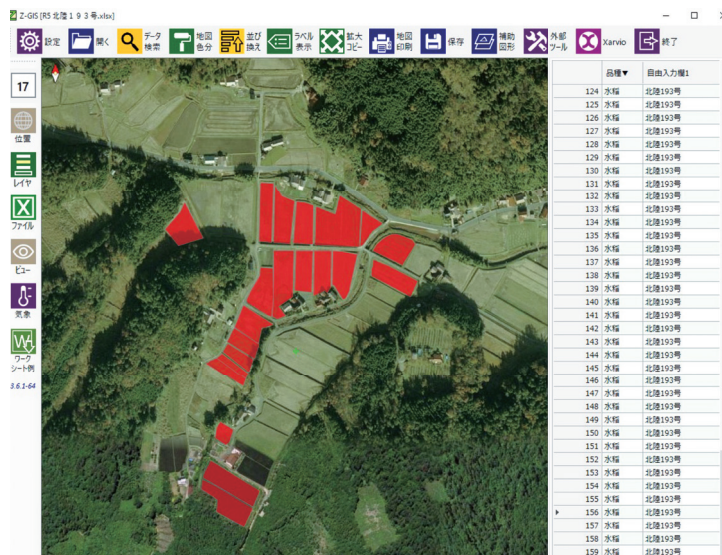 Z-GIS [R5北陸193号.xlsx]
設定
開く
データ
検索
地図
色分
並び
換え
ラベル
表示
拡大
コピー
地図
印刷
保存
補助
図形
外部
ツール
Xarvio
終了
17
位置
レイヤ
ファイル
ビュー
気象
ワーク
シート例
3.6.1-64
品種▼ 自由入力欄1
124 水稲 北陸193号
125 水稲 北陸193号
126 水稲 北陸193号
127 水稲 北陸193号
128 水稲 北陸193号
129 水稲 北陸193号
130 水稲 北陸193号
131 水稲 北陸193号
132 水稲 北陸193号
133 水稲 北陸193号
134 水稲 北陸193号
135 水稲 北陸193号
136 水稲 北陸193号
137 水稲 北陸193号
138 水稲 北陸193号
139 水稲 北陸193号
140 水稲 北陸193号
141 水稲 北陸193号
142 水稲 北陸193号
143 水稲 北陸193号
144 水稲 北陸193号
145 水稲 北陸193号
146 水稲 北陸193号
147 水稲 北陸193号
148 水稲 北陸193号
149 水稲 北陸193号
150 水稲 北陸193号
151 水稲 北陸193号
152 水稲 北陸193号
153 水稲 北陸193号
154 水稲 北陸193号
155 水稲 北陸193号
156 水稲 北陸193号
157 水稲 北陸193号
158 水稲 北陸193号
159 水稲 北陸193号